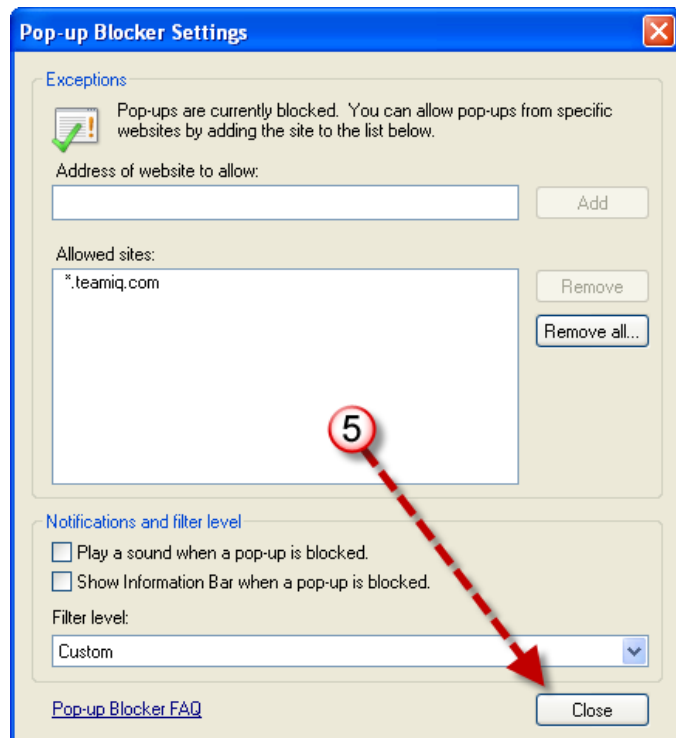 Pop-up Blocker Settings
Exceptions
Pop-ups are currently blocked. You can allow pop-ups from specific
websites by adding the site to the list below.
Address of website to allow:
Add
Allowed sites:
*.teamiq.com
Remove
Remove all...
5
Notifications and filter level
Play a sound when a pop-up is blocked.
Show Information Bar when a pop-up is blocked.
Filter level:
Custom
Pop-up Blocker FAQ
Close